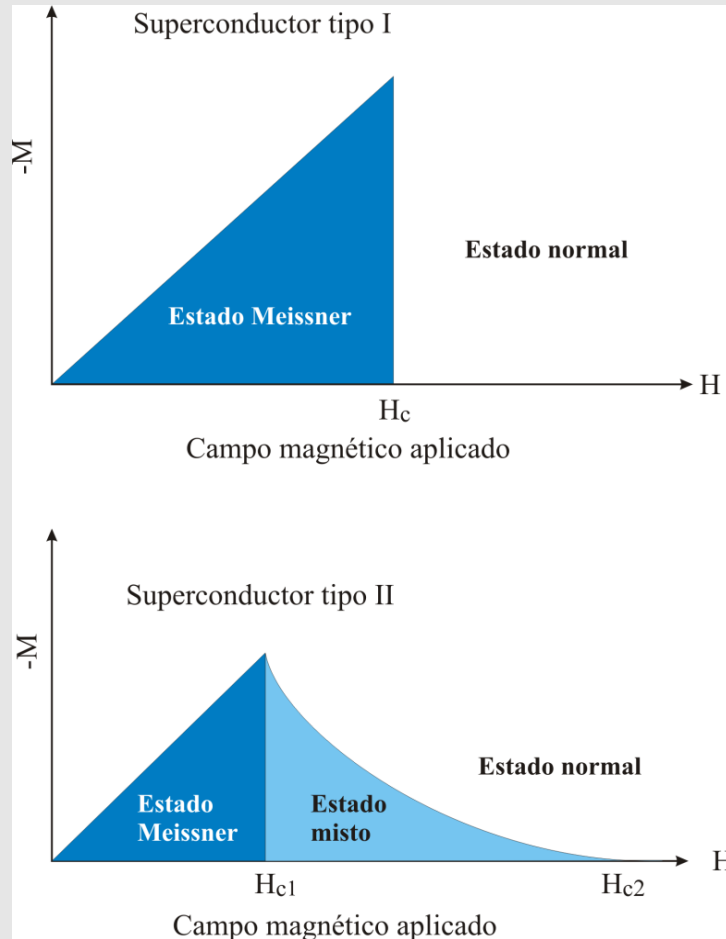 Superconductor tipo I
-M
Estado normal
Estado Meissner
H
Hc
Campo magnético aplicado
Superconductor tipo II
-M
Estado normal
Estado
Meissner
Estado
misto
H
Hc1
Hc2
Campo magnético aplicado